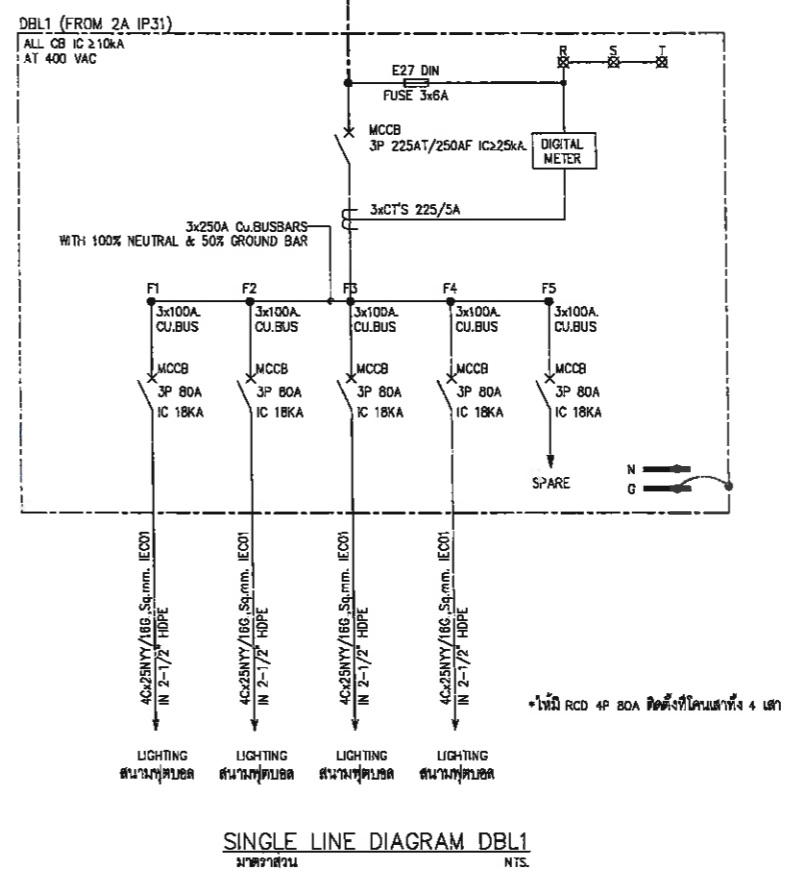 DBL1 (FROM 2A IP31)
ALL CB IC ≥10kA
AT 400 VAC
R S T
E27 DIN
FUSE 3x6A
MCCB
3P 225AT/250AF IC≥25kA.
DIGITAL
METER
3xCT'S 225/5A
3x250A Cu.BUSBARS
WITH 100% NEUTRAL & 50% GROUND BAR
F1 F2 F3 F4 F5
3x100A. 3x100A. 3x100A. 3x100A. 3x100A.
CU.BUS CU.BUS CU.BUS CU.BUS CU.BUS
MCCB MCCB MCCB MCCB MCCB
3P 80A 3P 80A 3P 80A 3P 80A 3P 80A
IC 18KA IC 18KA IC 18KA IC 18KA IC 18KA
SPARE
N
G
4Cx25NYY/16G.Sq.mm. IEC01
IN 2-1/2" HDPE
4Cx25NYY/16G.Sq.mm. IEC01
IN 2-1/2" HDPE
4Cx25NYY/16G.Sq.mm. IEC01
IN 2-1/2" HDPE
4Cx25NYY/16G.Sq.mm. IEC01
IN 2-1/2" HDPE
*ให้มี RCD 4P 80A ติดตั้งที่โคนเสาทั้ง 4 เสา
LIGHTING LIGHTING LIGHTING LIGHTING
สนามฟุตบอล สนามฟุตบอล สนามฟุตบอล สนามฟุตบอล
SINGLE LINE DIAGRAM DBL1
มาตราส่วน NTS.